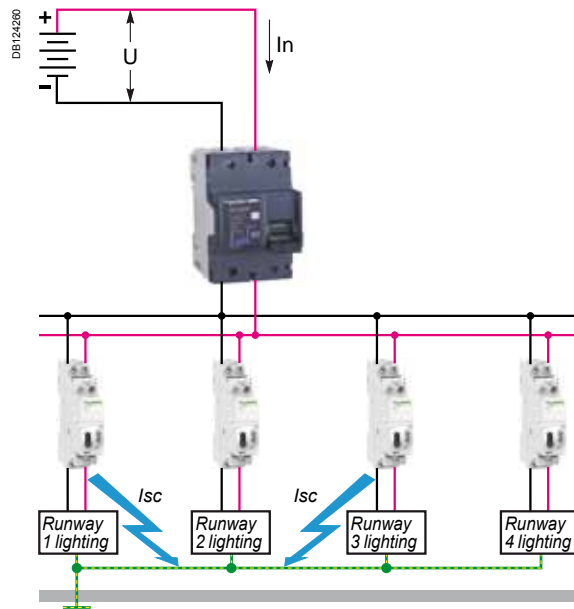 DB124260
+
U
In
-
Isc
Isc
Runway
1 lighting
Runway
2 lighting
Runway
3 lighting
Runway
4 lighting